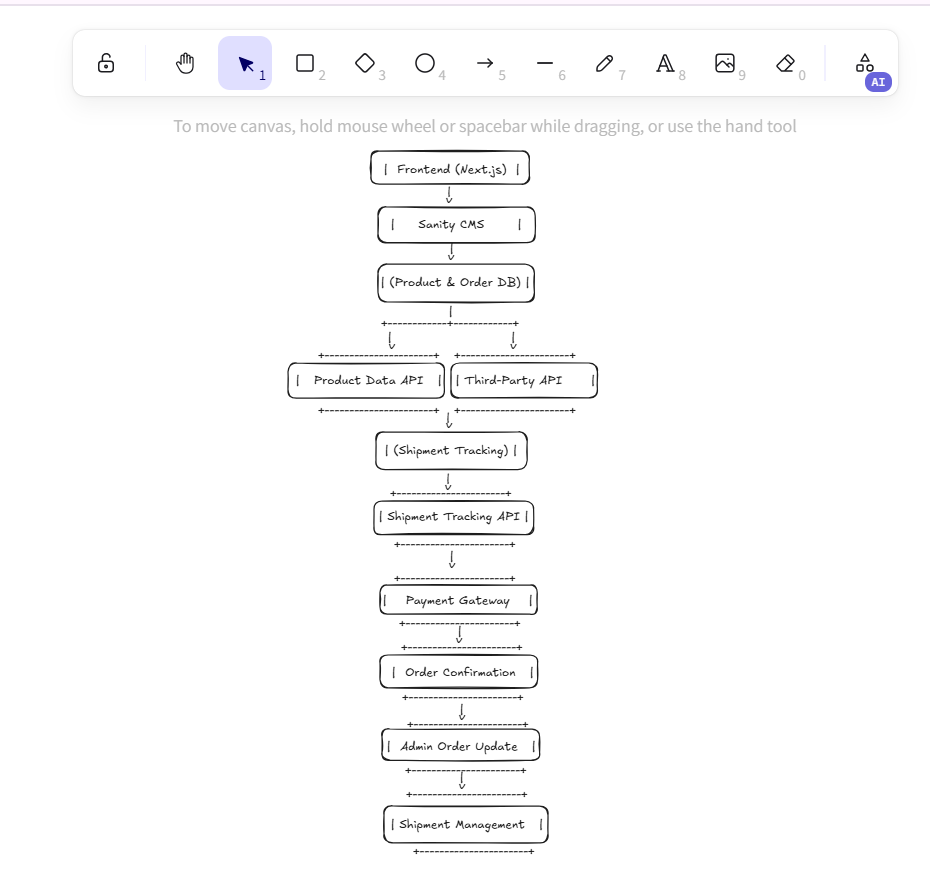 1 2 3 4 5 6 7 8 9 0 AI
To move canvas, hold mouse wheel or spacebar while dragging, or use the hand tool
| Frontend (Next.js) |
|
v
| Sanity CMS |
|
v
| (Product & Order DB) |
|
+-----------+-----------+
| |
v v
+----------------------+ +----------------------+
| Product Data API | | Third-Party API |
+----------------------+ +----------------------+
|
v
| (Shipment Tracking) |
|
v
+----------------------+
| Shipment Tracking API |
+----------------------+
|
v
+----------------------+
| Payment Gateway |
+----------------------+
|
v
+----------------------+
| Order Confirmation |
+----------------------+
|
v
+----------------------+
| Admin Order Update |
+----------------------+
|
v
+----------------------+
| Shipment Management |
+----------------------+